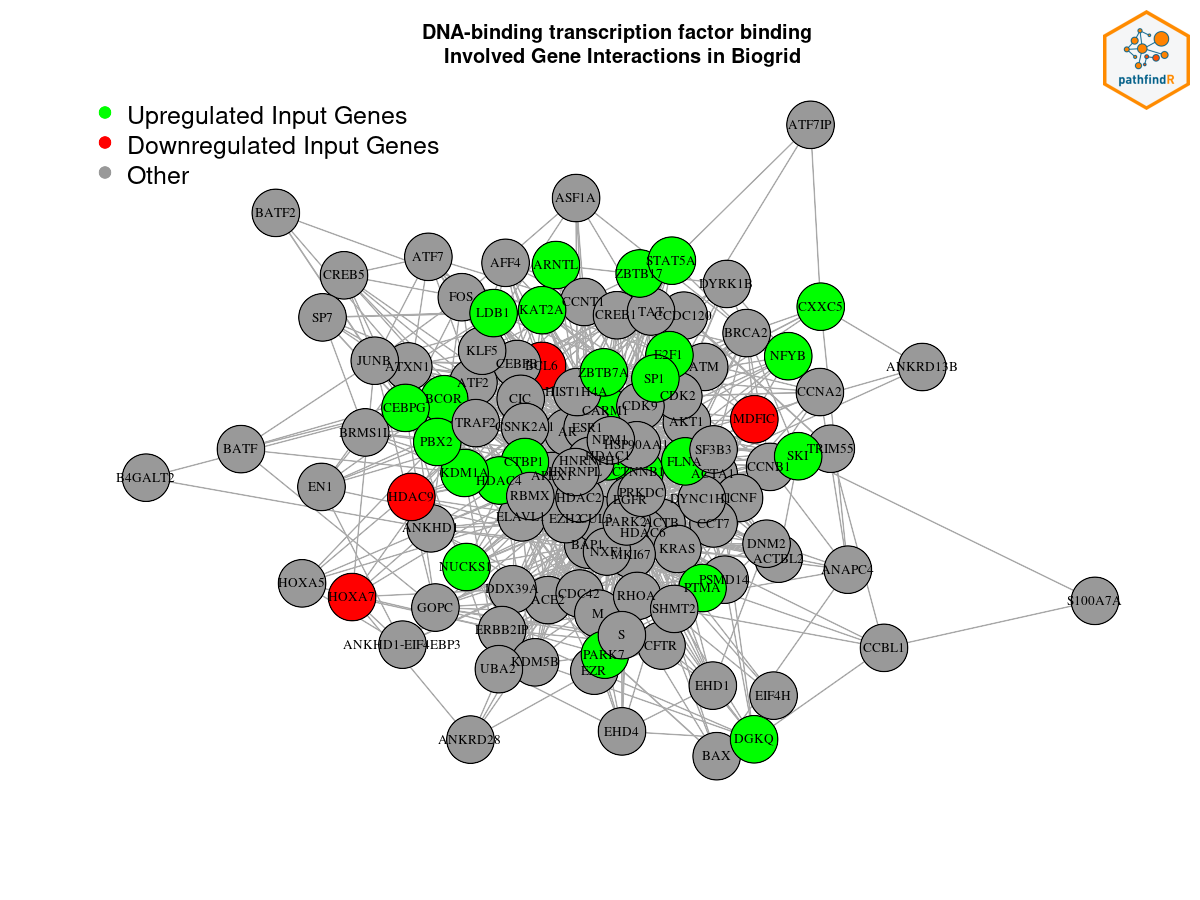 DNA-binding transcription factor binding
Involved Gene Interactions in Biogrid
pathfindR
Upregulated Input Genes
Downregulated Input Genes
Other
ATF7IP
ASF1A
BATF2
ATF7
AFF4
ARNTL
ZBTB17
STAT5A
CREB5
DYRK1B
FOS
CCNT1
KAT2A
LDB1
CREB1
TAT
CCDC120
CXXC5
SP7
BRCA2
KLF5
E2F1
NFYB
JUNB
ATXN1
CEBPB
BCL6
ZBTB7A
SP1
ATM
ANKRD13B
ATF2
HIST1H4A
CDK2
CCNA2
BCOR
CIC
CEBPG
CARM1
CDK9
AKT1
MDFIC
TRAF2
CSNK2A1
AR
ESR1
BRMS1L
PBX2
NPM1
HSP90AA1
SF3B3
TRIM55
BATF
SKI
HDAC1
CTBP1
FLNA
CCNB1
B4GALT2
KDM1A
HDAC4
APEX1
HNRNPL
CTNNB1
ACTA1
EN1
HDAC9
RBMX
HDAC2
EGFR
PRKDC
DYNC1H1
CCNF
ELAVL1
EZH2
CUL3
PARK2
ACTB
CCT7
ANKHD1
HDAC6
BAP1
NXF1
MKI67
KRAS
DNM2
ACTBL2
NUCKS1
ANAPC4
HOXA5
HOXA7
DDX39A
ACE2
CDC42
RHOA
PTMA
PSMD14
S100A7A
GOPC
M
SHMT2
ERBB2IP
S
ANKHD1-EIF4EBP3
CFTR
CCBL1
PARK7
UBA2
KDM5B
EZR
EHD1
EIF4H
ANKRD28
EHD4
DGKQ
BAX